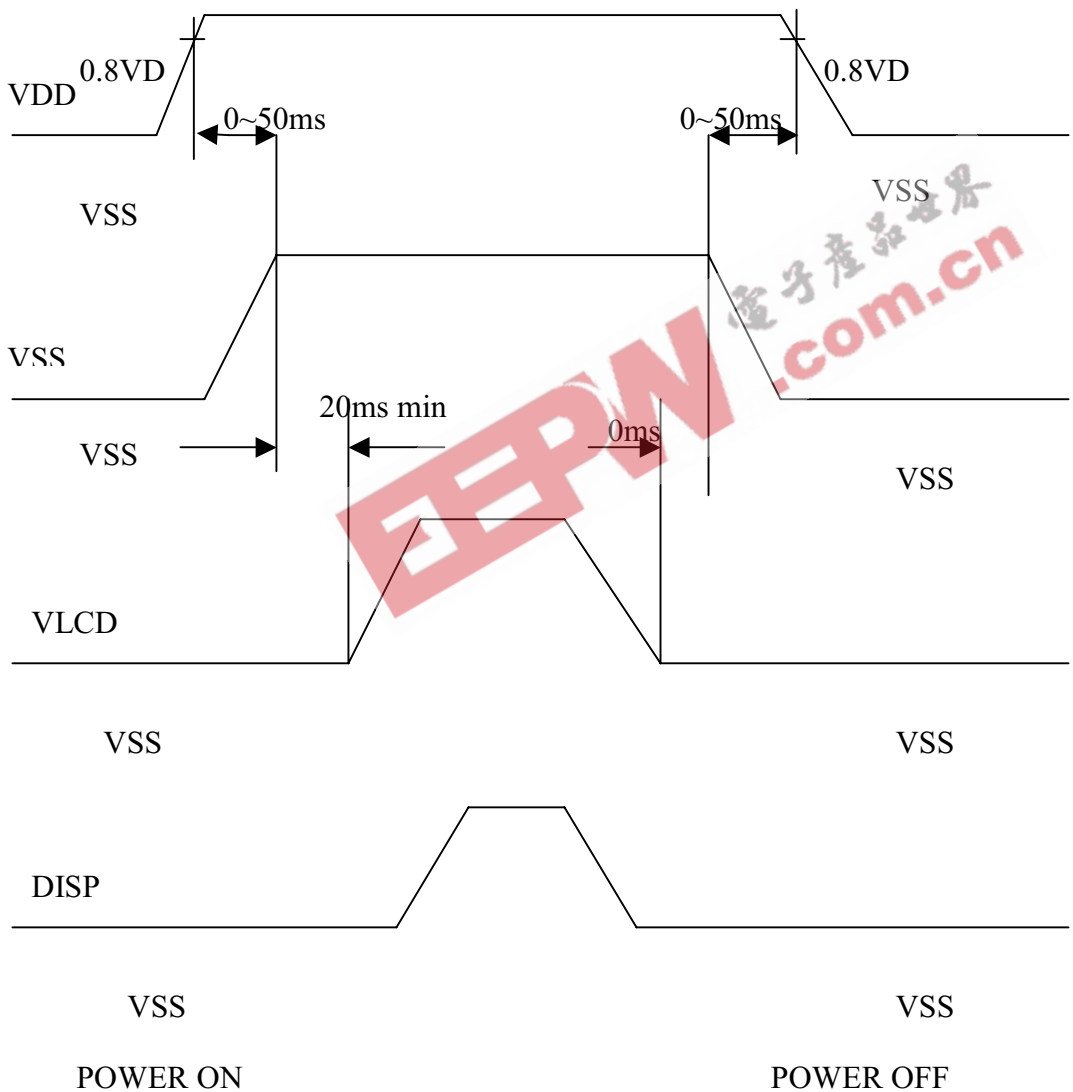 0.8VD
0.8VD
VDD
0~50ms
0~50ms
VSS
VSS
VSS
20ms min
0ms
VSS
VSS
VLCD
VSS
VSS
DISP
VSS
VSS
POWER ON
POWER OFF
EEPW
.com.cn
電子產品世界